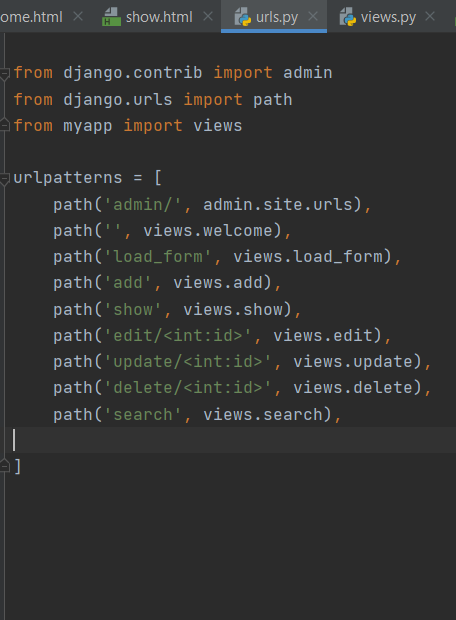 ome.html show.html urls.py views.py
from django.contrib import admin
from django.urls import path
from myapp import views
urlpatterns = [
    path('admin/', admin.site.urls),
    path('', views.welcome),
    path('load_form', views.load_form),
    path('add', views.add),
    path('show', views.show),
    path('edit/<int:id>', views.edit),
    path('update/<int:id>', views.update),
    path('delete/<int:id>', views.delete),
    path('search', views.search),
]